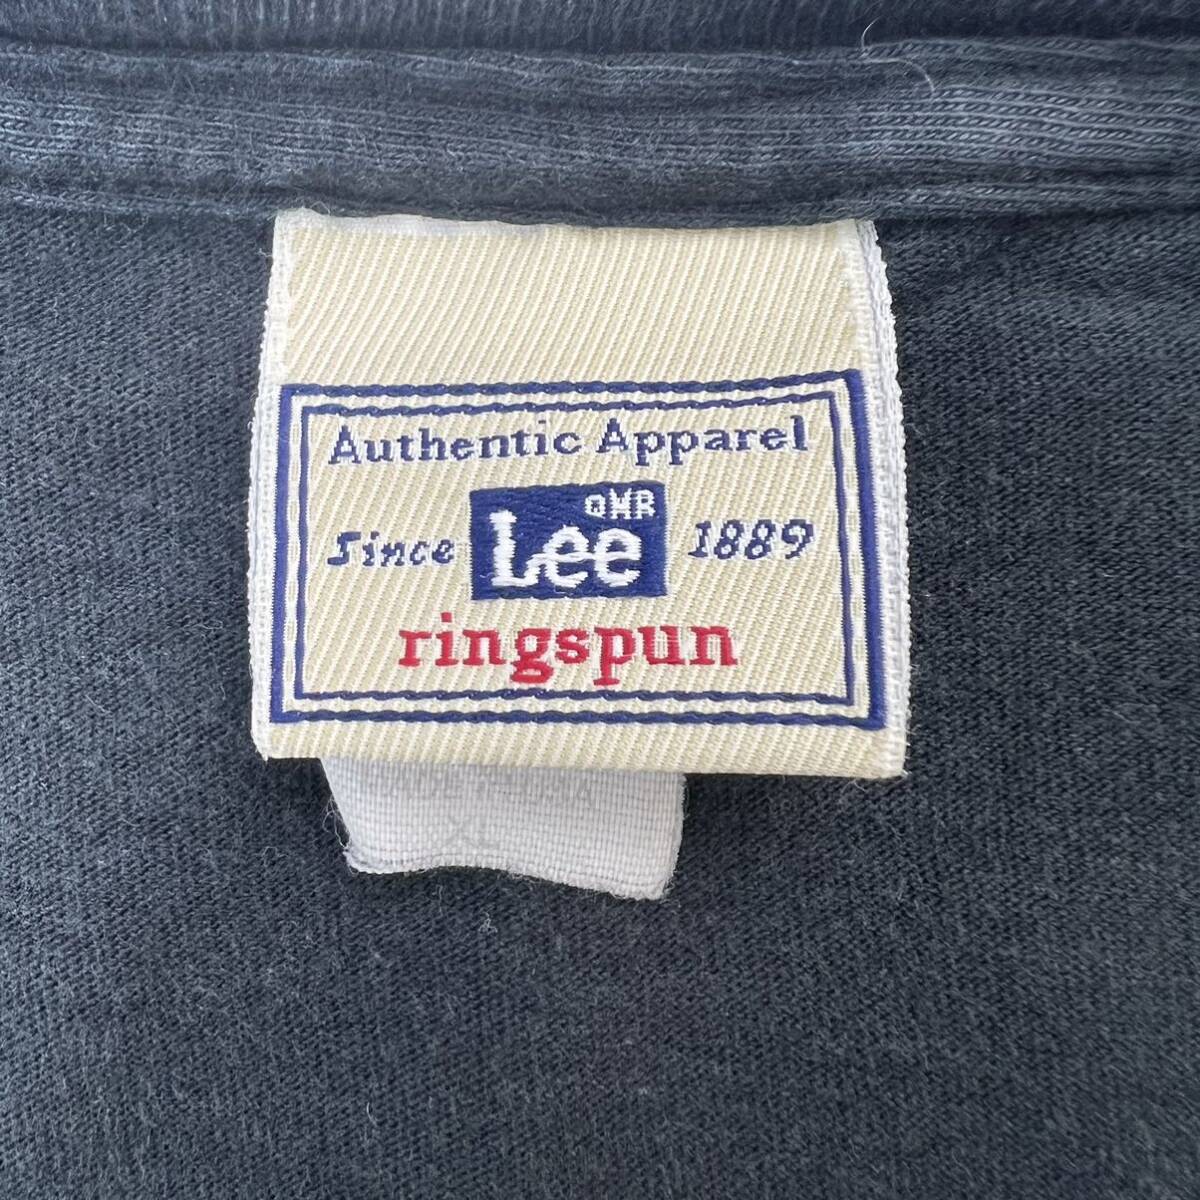 Authentic Apparel
Since Lee QMR 1889
ringspun